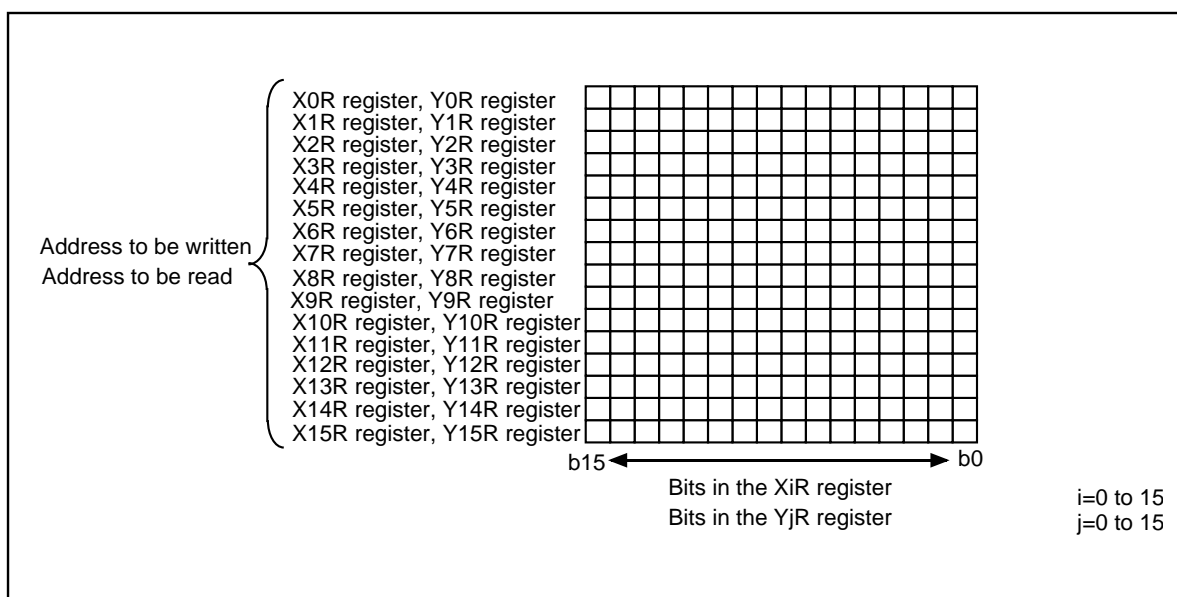 X0R register, Y0R register
X1R register, Y1R register
X2R register, Y2R register
X3R register, Y3R register
X4R register, Y4R register
X5R register, Y5R register
X6R register, Y6R register
Address to be written
X7R register, Y7R register
Address to be read
X8R register, Y8R register
X9R register, Y9R register
X10R register, Y10R register
X11R register, Y11R register
X12R register, Y12R register
X13R register, Y13R register
X14R register, Y14R register
X15R register, Y15R register
b15 b0
Bits in the XiR register
Bits in the YjR register
i=0 to 15
j=0 to 15